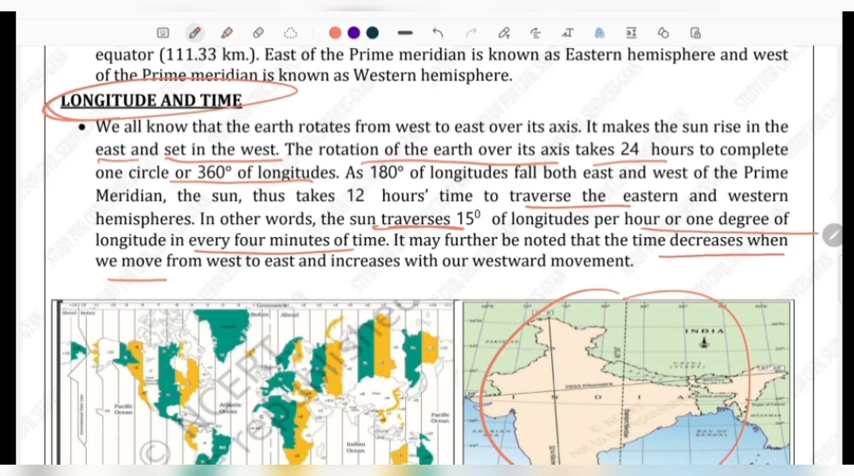 equator (111.33 km.). East of the Prime meridian is known as Eastern hemisphere and west
of the Prime meridian is known as Western hemisphere.
LONGITUDE AND TIME
• We all know that the earth rotates from west to east over its axis. It makes the sun rise in the
east and set in the west. The rotation of the earth over its axis takes 24 hours to complete
one circle or 360° of longitudes. As 180° of longitudes fall both east and west of the Prime
Meridian, the sun, thus takes 12 hours' time to traverse the eastern and western
hemispheres. In other words, the sun traverses 15⁰ of longitudes per hour or one degree of
longitude in every four minutes of time. It may further be noted that the time decreases when
we move from west to east and increases with our westward movement.
Greenwich
Ahead
Pacific
Ocean
Atlantic
Ocean
Indian
Ocean
Pacific
Ocean
INDIA
I N D I A